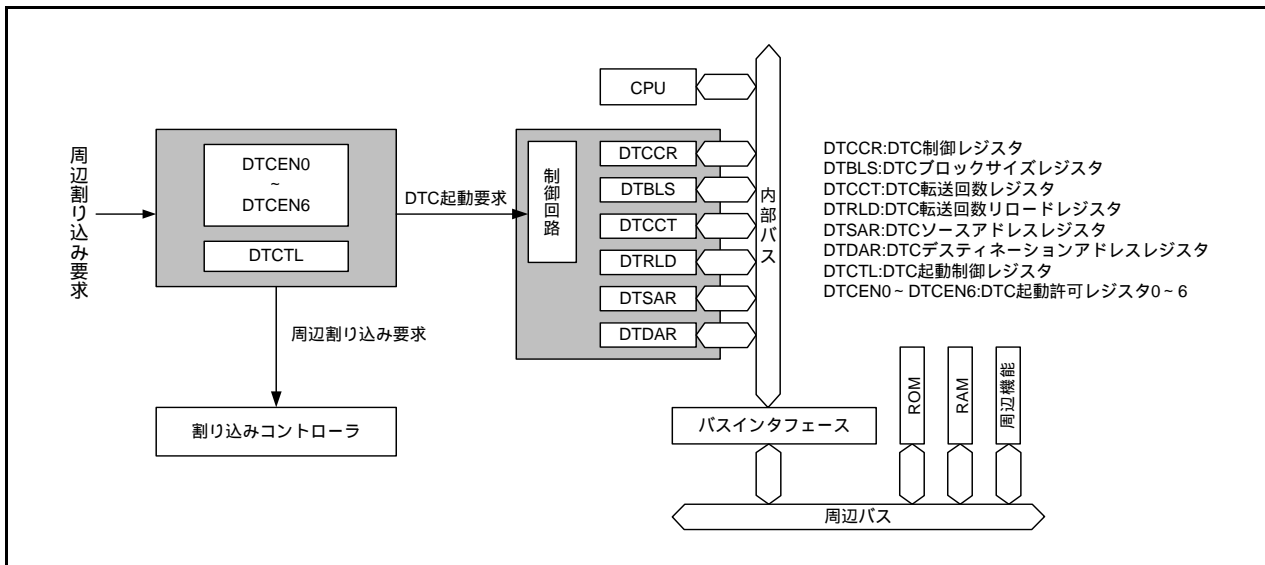 周辺割り込み要求
DTCEN0
~
DTCEN6
DTCTL
DTC起動要求
周辺割り込み要求
割り込みコントローラ
CPU
制御回路
DTCCR
DTBLS
DTCCT
DTRLD
DTSAR
DTDAR
内部バス
DTCCR:DTC制御レジスタ
DTBLS:DTCブロックサイズレジスタ
DTCCT:DTC転送回数レジスタ
DTRLD:DTC転送回数リロードレジスタ
DTSAR:DTCソースアドレスレジスタ
DTDAR:DTCデスティネーションアドレスレジスタ
DTCTL:DTC起動制御レジスタ
DTCEN0~DTCEN6:DTC起動許可レジスタ0~6
バスインタフェース
ROM
RAM
周辺機能
周辺バス